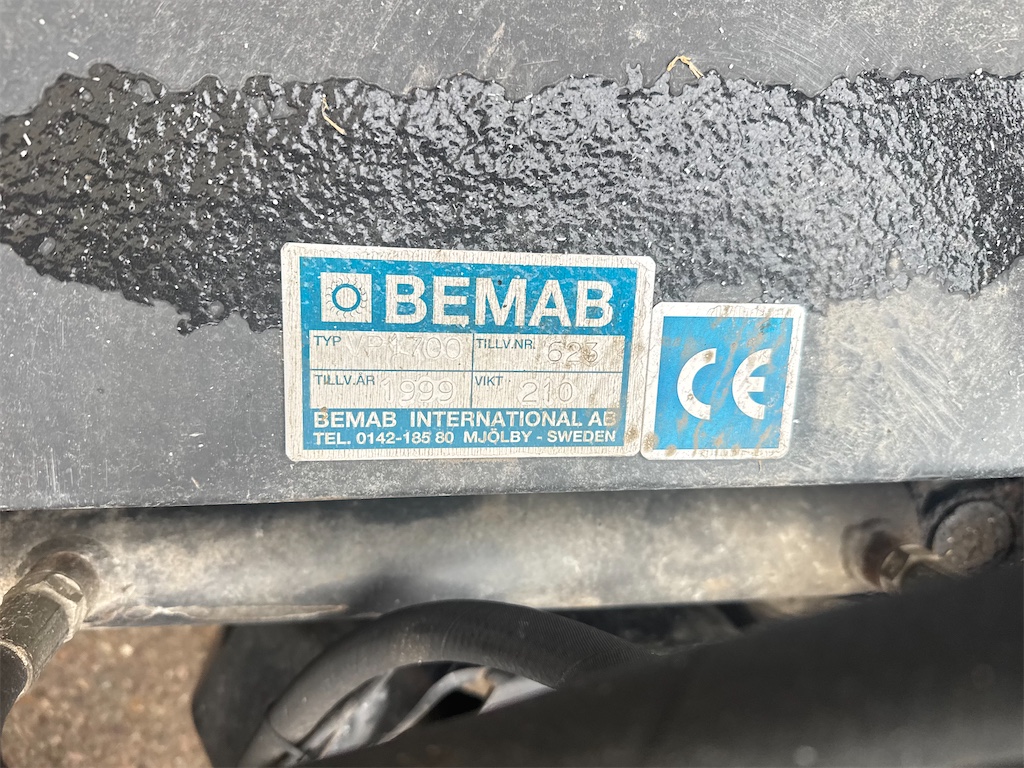 BEMAB
TYP VP1700 TILLV.NR. 623
TILLV.ÅR 1999 VIKT 210
BEMAB INTERNATIONAL AB
TEL. 0142-185 80 MJÖLBY - SWEDEN
CE